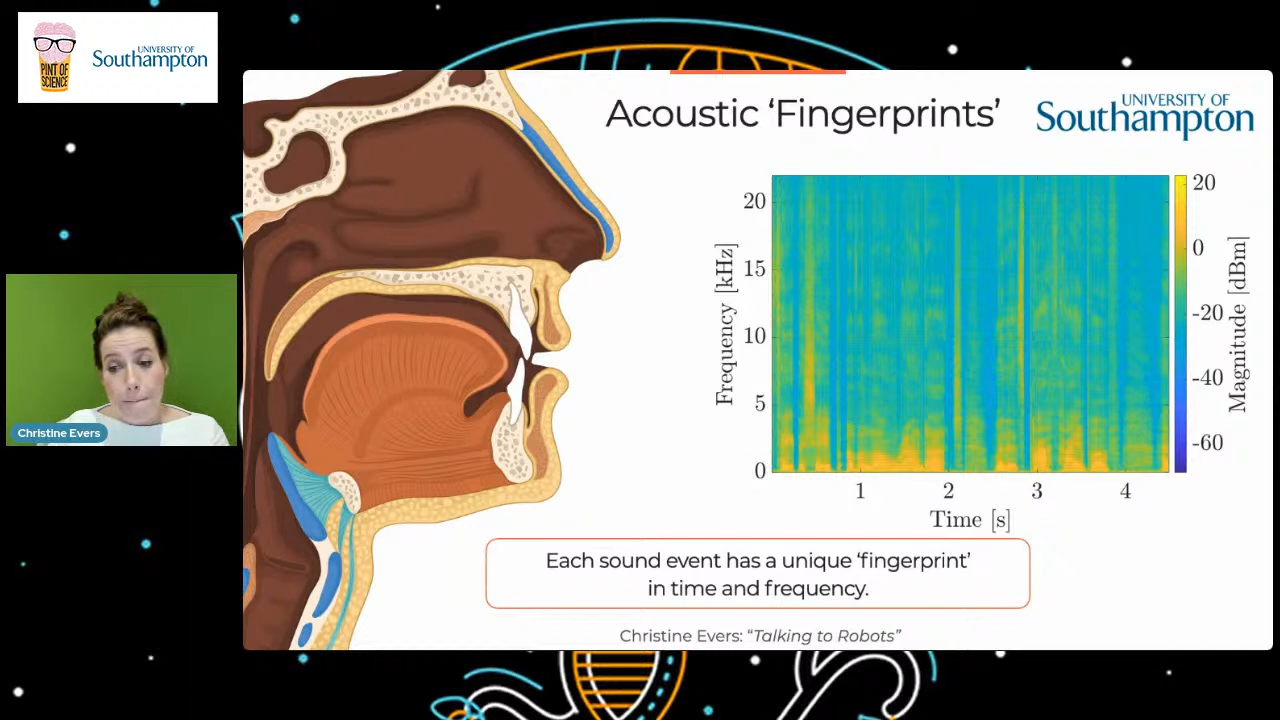 PINT OF
SCIENCE
UNIVERSITY OF
Southampton
Acoustic ‘Fingerprints’
UNIVERSITY OF
Southampton
20
15
10
5
0
Frequency [kHz]
1 2 3 4
Time [s]
20
0
-20
-40
-60
Magnitude [dBm]
Christine Evers
Each sound event has a unique ‘fingerprint’
in time and frequency.
Christine Evers: “Talking to Robots”